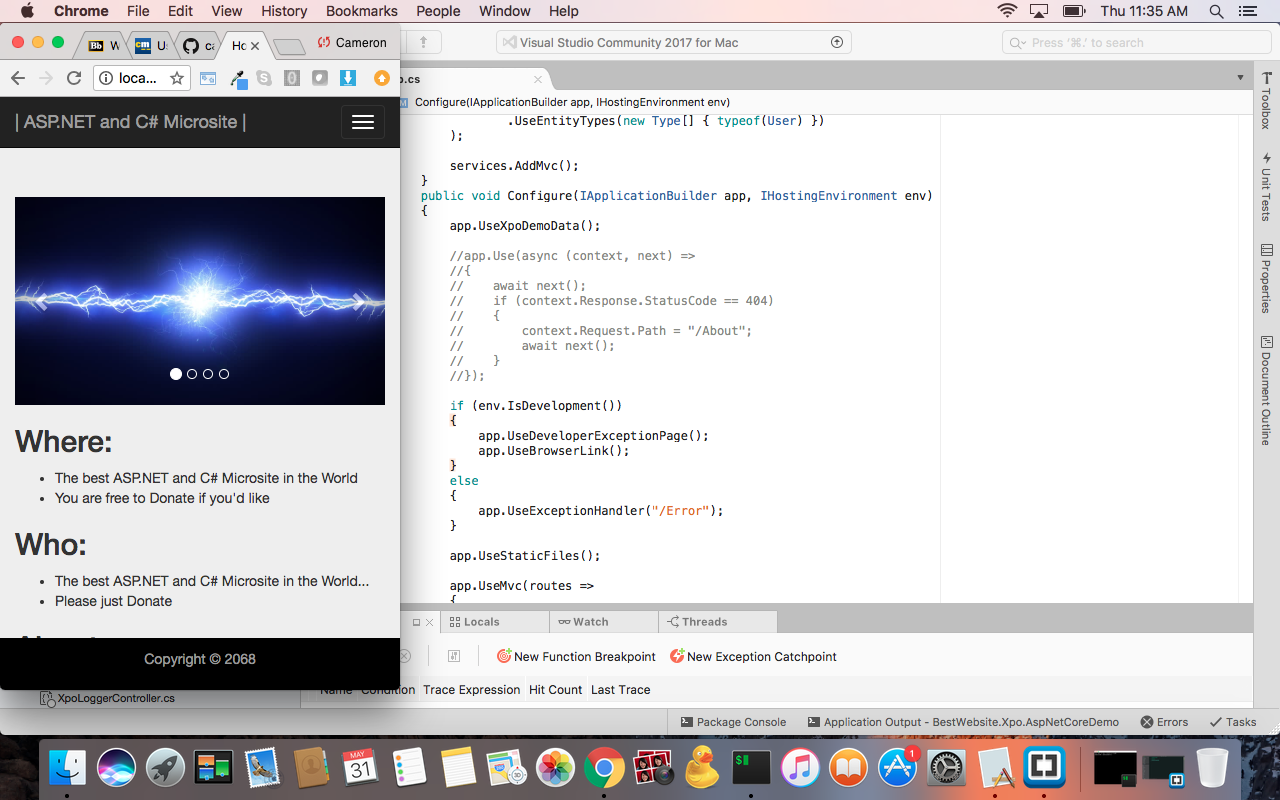 Chrome File Edit View History Bookmarks People Window Help Thu 11:35 AM
Bb W cm U: ca Ho Cameron
loca...
| ASP.NET and C# Microsite |
Where:
The best ASP.NET and C# Microsite in the World
You are free to Donate if you'd like
Who:
The best ASP.NET and C# Microsite in the World...
Please just Donate
Copyright © 2068
Visual Studio Community 2017 for Mac
Press ‘⌘.’ to search
.cs
Configure(IApplicationBuilder app, IHostingEnvironment env)
.UseEntityTypes(new Type[] { typeof(User) })
);
services.AddMvc();
}
public void Configure(IApplicationBuilder app, IHostingEnvironment env)
{
app.UseXpoDemoData();
//app.Use(async (context, next) =>
//{
// await next();
// if (context.Response.StatusCode == 404)
// {
// context.Request.Path = "/About";
// await next();
// }
//});
if (env.IsDevelopment())
{
app.UseDeveloperExceptionPage();
app.UseBrowserLink();
}
else
{
app.UseExceptionHandler("/Error");
}
app.UseStaticFiles();
app.UseMvc(routes =>
{
Toolbox
Unit Tests
Properties
Document Outline
Locals Watch Threads
New Function Breakpoint New Exception Catchpoint
Name Condition Trace Expression Hit Count Last Trace
XpoLoggerController.cs
Package Console Application Output - BestWebsite.Xpo.AspNetCoreDemo Errors Tasks
MAY
31
1